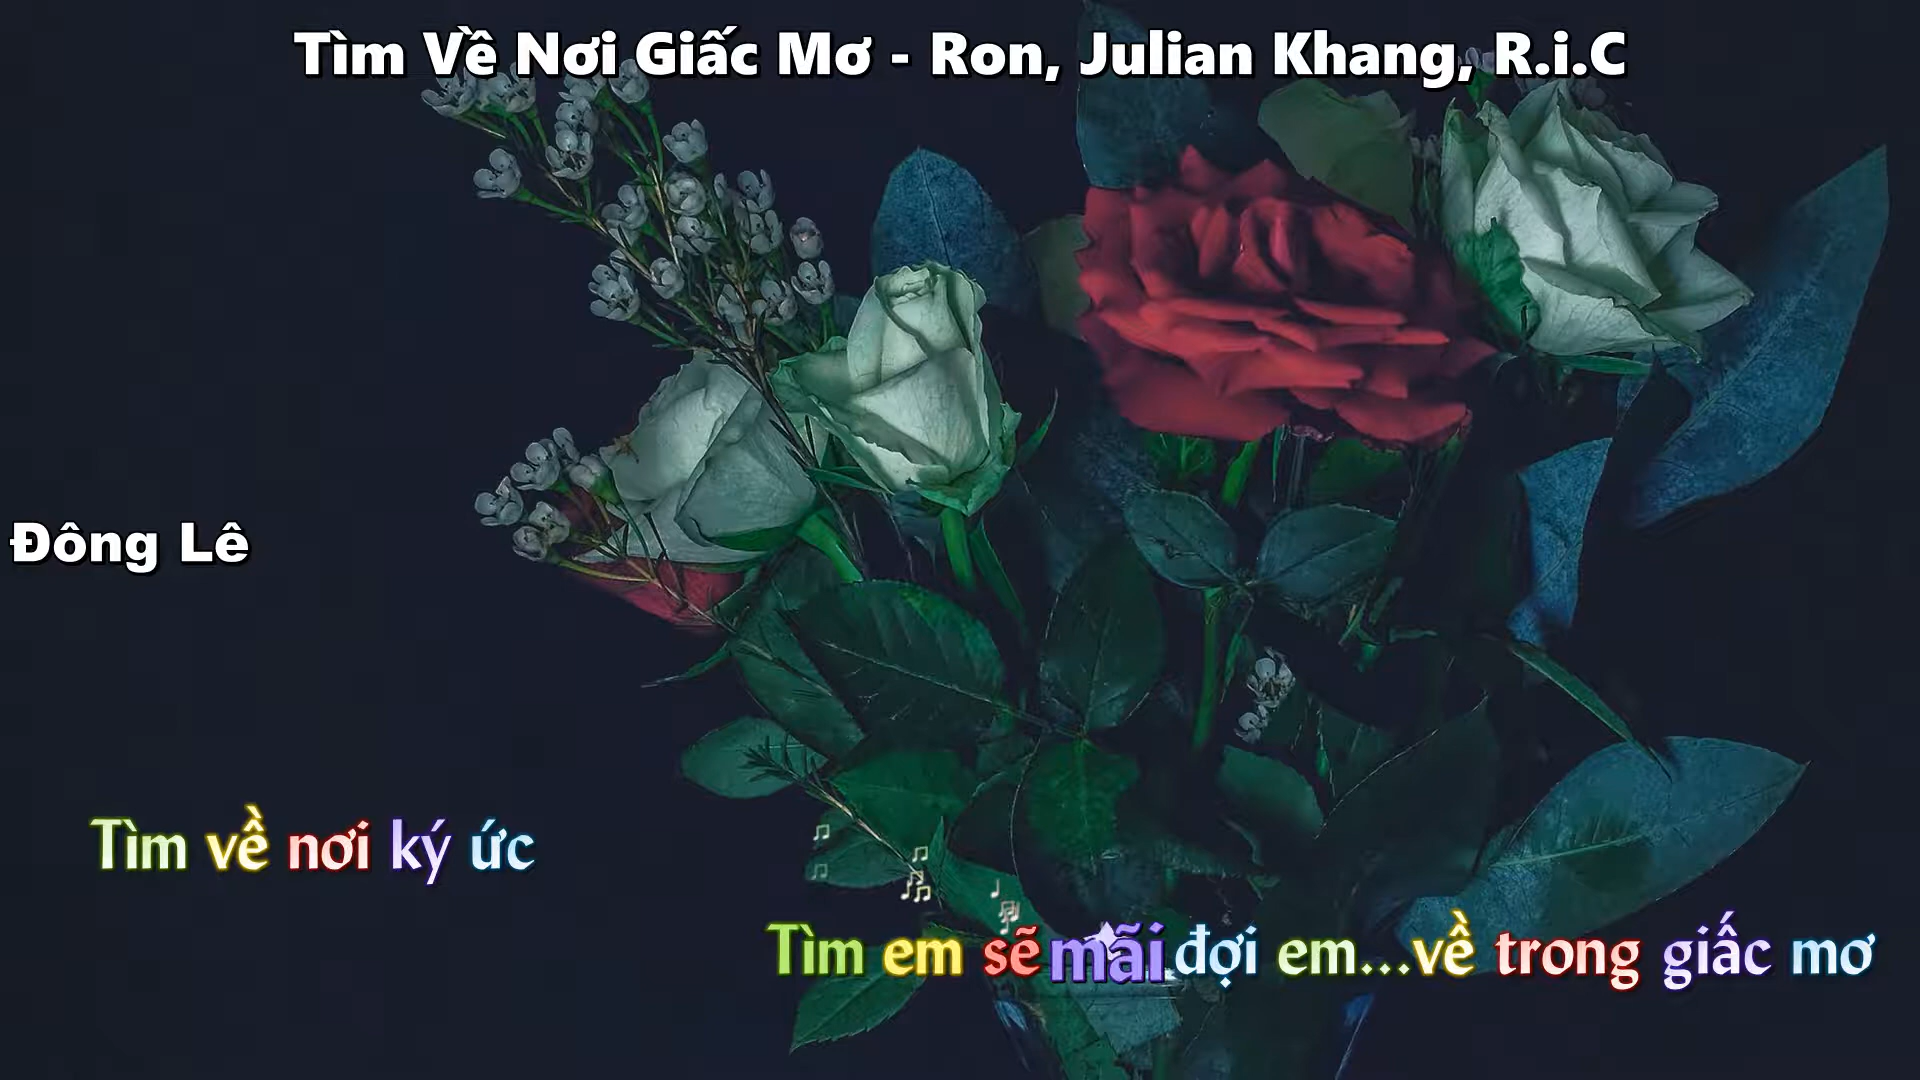 Tìm Về Nơi Giấc Mơ - Ron, Julian Khang, R.i.C
Đông Lê
Tìm về nơi ký ức
Tìm em sẽ mãi đợi em...về trong giấc mơ